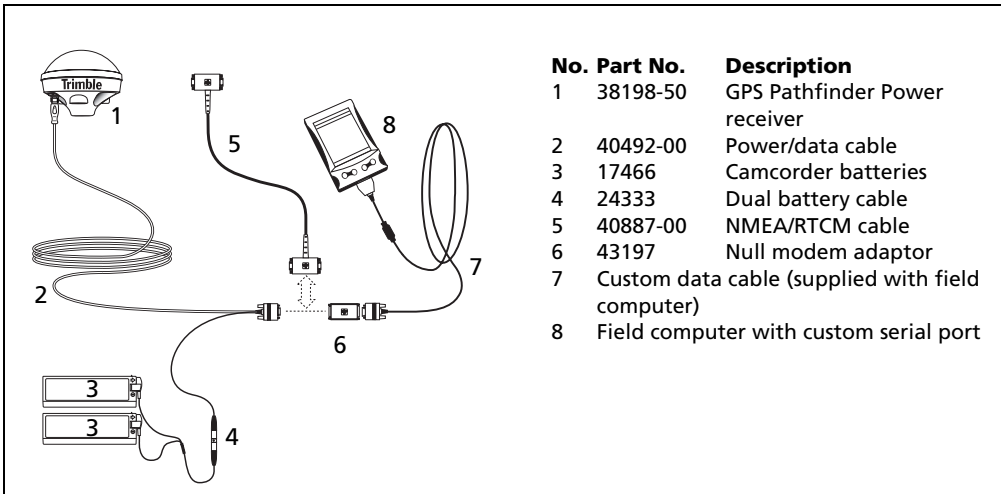 Trimble
1
2
3
3
4
5
6
7
8
No. Part No. Description
1 38198-50 GPS Pathfinder Power
receiver
2 40492-00 Power/data cable
3 17466 Camcorder batteries
4 24333 Dual battery cable
5 40887-00 NMEA/RTCM cable
6 43197 Null modem adaptor
7 Custom data cable (supplied with field
computer)
8 Field computer with custom serial port